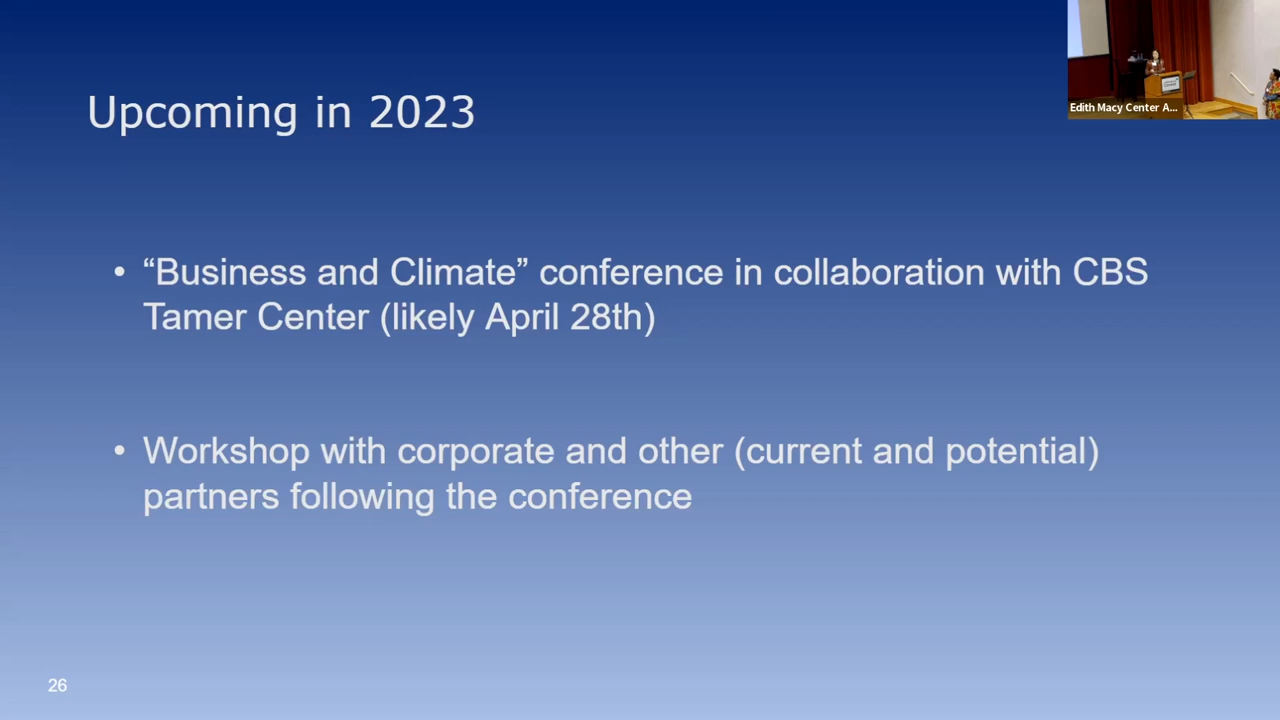 Edith Macy Center A...
Upcoming in 2023
• “Business and Climate” conference in collaboration with CBS
Tamer Center (likely April 28th)
• Workshop with corporate and other (current and potential)
partners following the conference
26